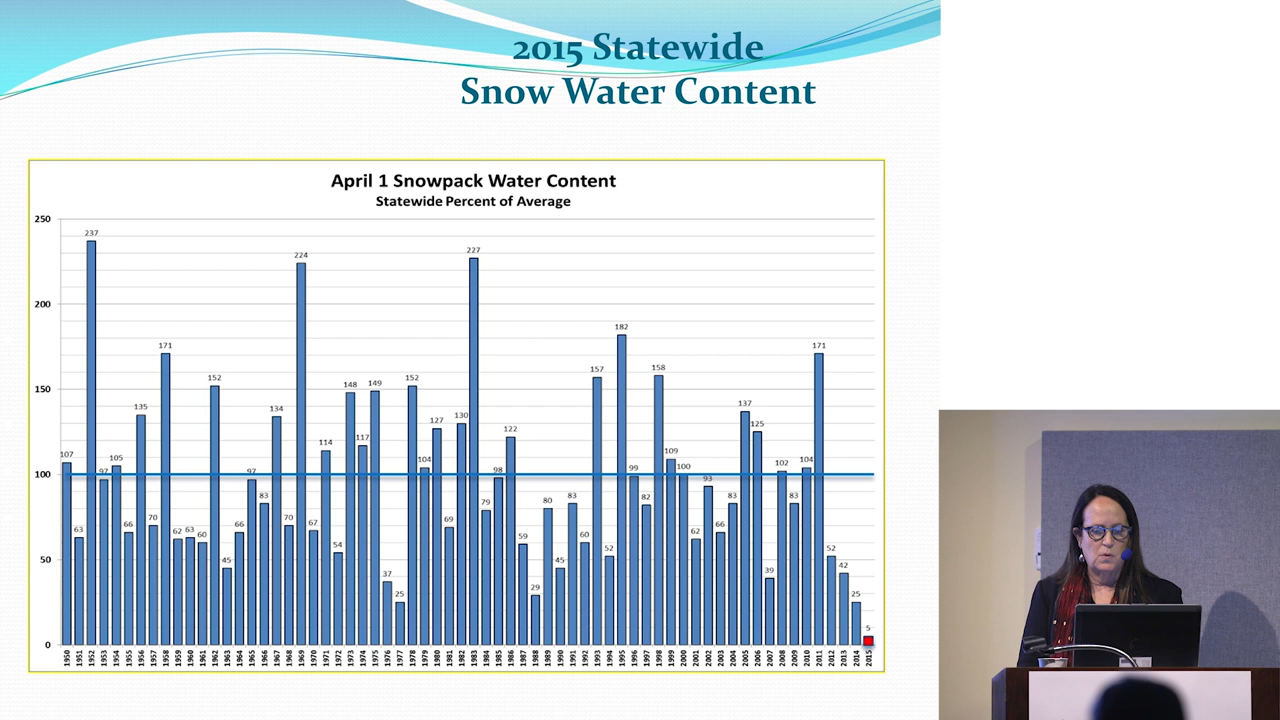 2015 Statewide
Snow Water Content
April 1 Snowpack Water Content
Statewide Percent of Average
250
200
150
100
50
0
107 63 237 97 105 66 135 70 171 62 63 60 152 45 66 97 83 134 70 224 67 114 54 148 117 149 37 25 152 104 127 69 130 227 79 98 122 59 29 80 45 83 60 157 52 182 99 82 158 109 100 62 93 66 83 137 125 39 102 83 104 171 52 42 25 5
1950 1951 1952 1953 1954 1955 1956 1957 1958 1959 1960 1961 1962 1963 1964 1965 1966 1967 1968 1969 1970 1971 1972 1973 1974 1975 1976 1977 1978 1979 1980 1981 1982 1983 1984 1985 1986 1987 1988 1989 1990 1991 1992 1993 1994 1995 1996 1997 1998 1999 2000 2001 2002 2003 2004 2005 2006 2007 2008 2009 2010 2011 2012 2013 2014 2015